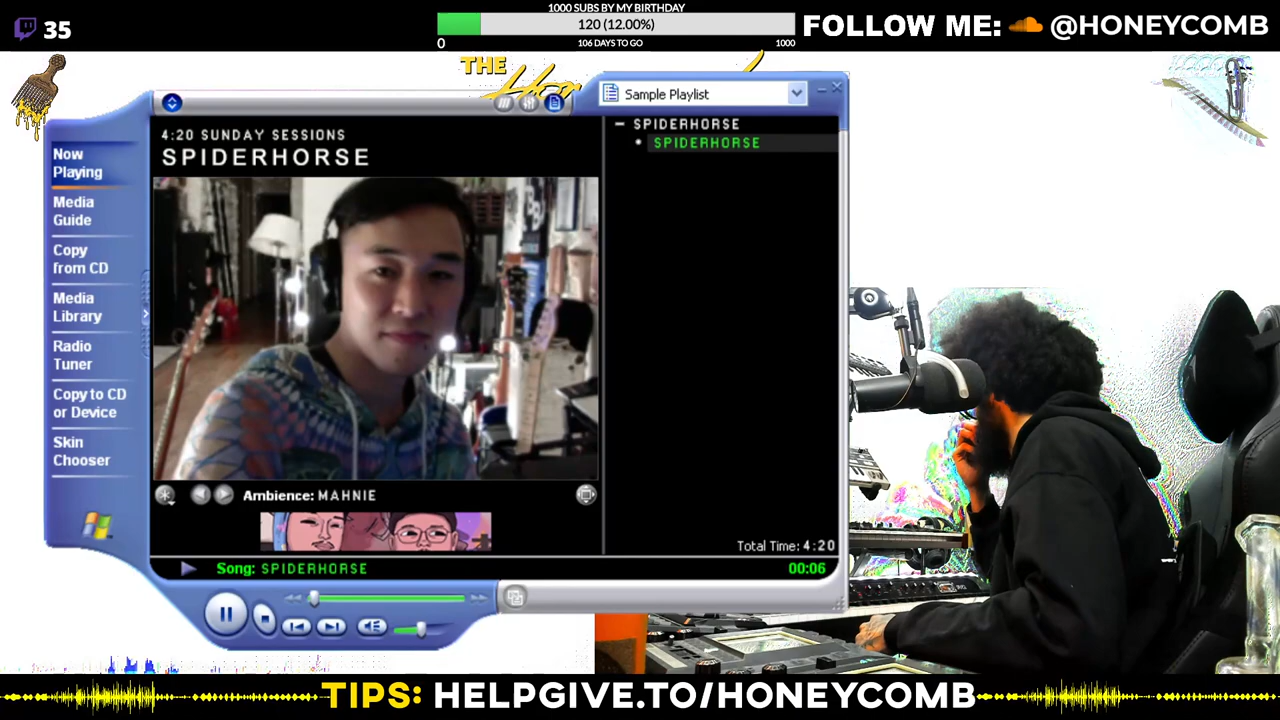 35
1000 SUBS BY MY BIRTHDAY
120 (12.00%)
0
106 DAYS TO GO
1000
FOLLOW ME: @HONEYCOMB
THE
Sample Playlist
4:20 SUNDAY SESSIONS
SPIDERHORSE
SPIDERHORSE
SPIDERHORSE
Now
Playing
Media
Guide
Copy
from CD
Media
Library
Radio
Tuner
Copy to CD
or Device
Skin
Chooser
Ambience: MAHNIE
Total Time: 4:20
Song: SPIDERHORSE
00:06
TIPS: HELPGIVE.TO/HONEYCOMB